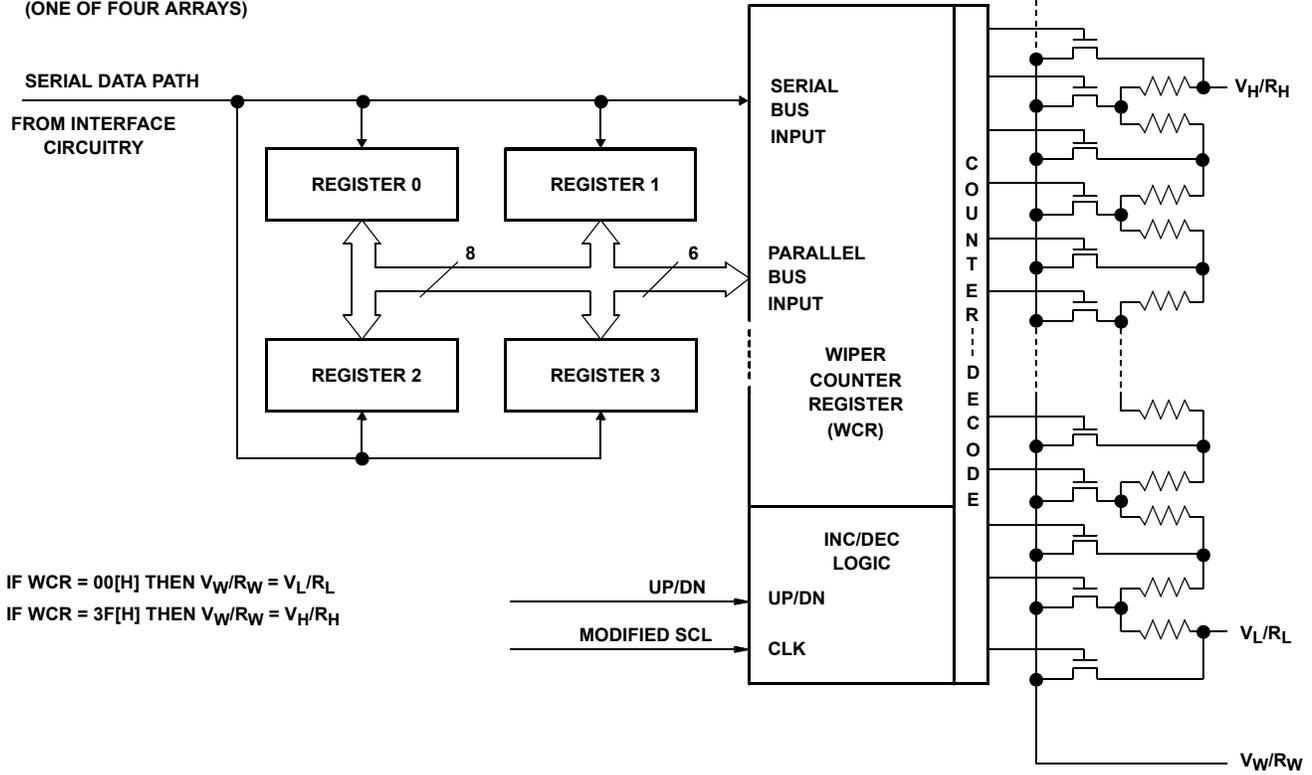 (ONE OF FOUR ARRAYS)
SERIAL DATA PATH
FROM INTERFACE
CIRCUITRY
REGISTER 0
REGISTER 1
8
6
REGISTER 2
REGISTER 3
SERIAL
BUS
INPUT
PARALLEL
BUS
INPUT
WIPER
COUNTER
REGISTER
(WCR)
INC/DEC
LOGIC
UP/DN
UP/DN
MODIFIED SCL
CLK
COUNTER
DECODE
VH/RH
VL/RL
VW/RW
IF WCR = 00[H] THEN VW/RW = VL/RL
IF WCR = 3F[H] THEN VW/RW = VH/RH